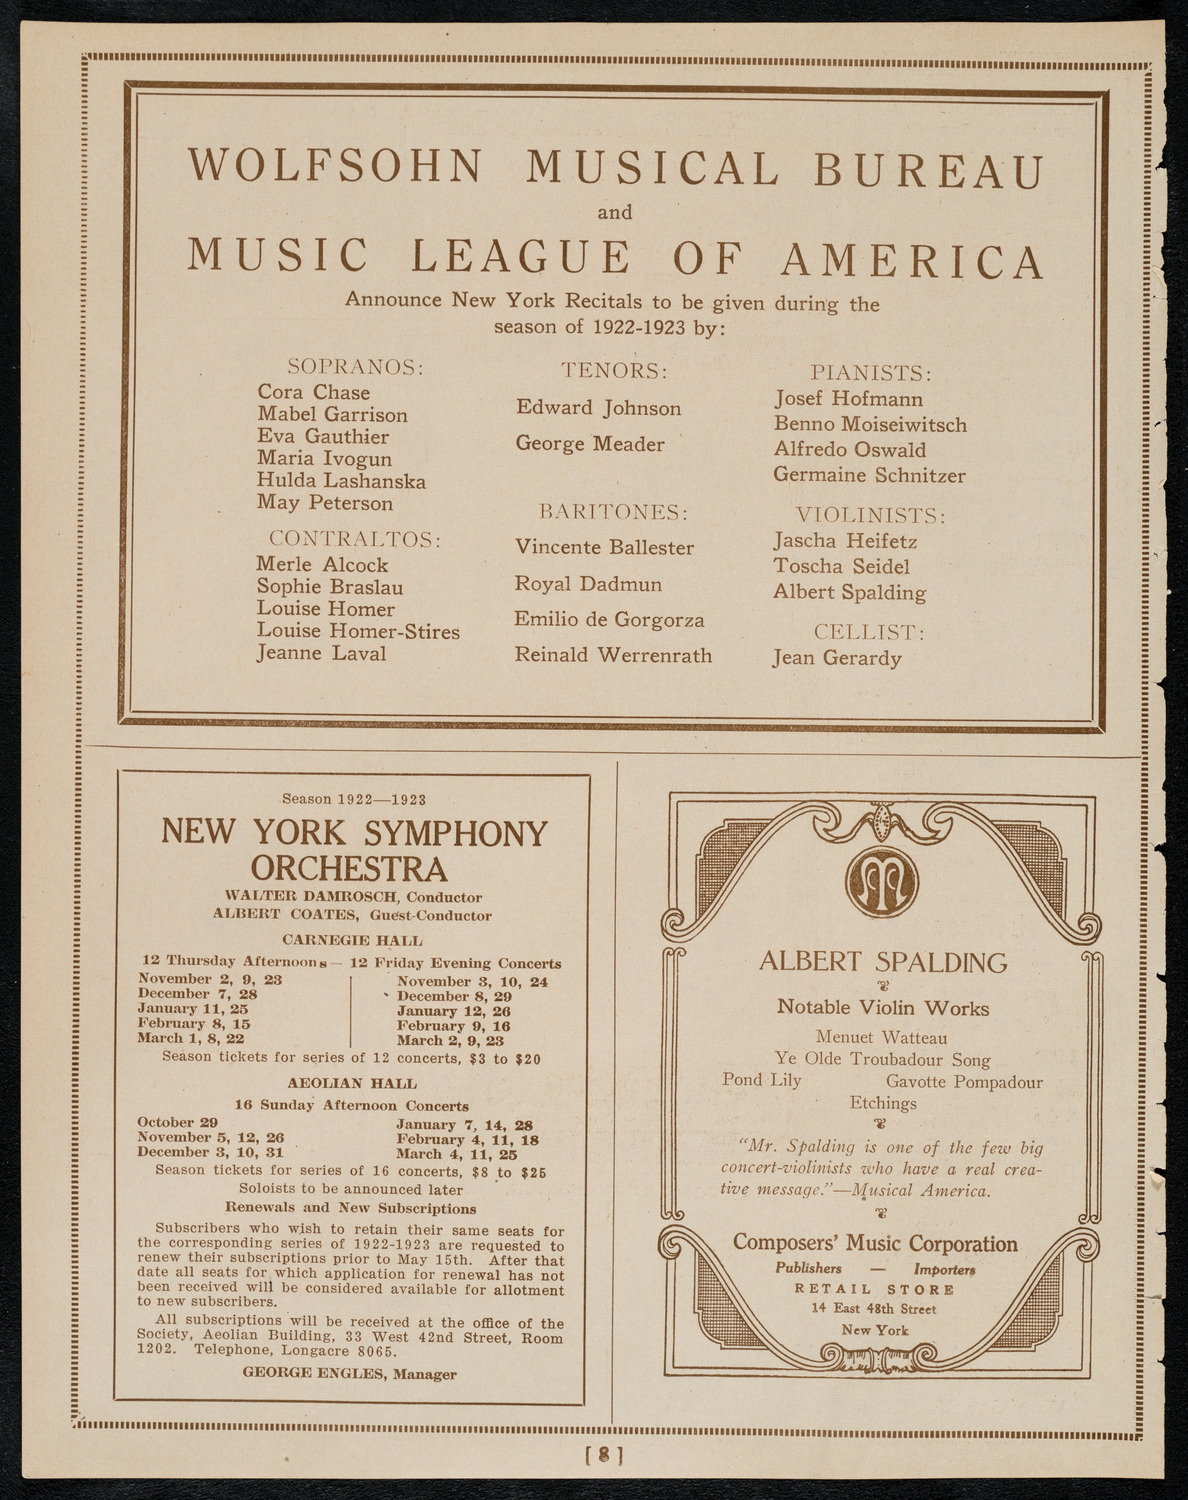 WOLFSOHN MUSICAL BUREAU
and
MUSIC LEAGUE OF AMERICA
Announce New York Recitals to be given during the
season of 1922-1923 by:
SOPRANOS:
Cora Chase
Mabel Garrison
Eva Gauthier
Maria Ivogun
Hulda Lashanska
May Peterson
CONTRALTOS:
Merle Alcock
Sophie Braslau
Louise Homer
Louise Homer-Stires
Jeanne Laval
TENORS:
Edward Johnson
George Meader
BARITONES:
Vincente Ballester
Royal Dadmun
Emilio de Gorgorza
Reinald Werrenrath
PIANISTS:
Josef Hofmann
Benno Moiseiwitsch
Alfredo Oswald
Germaine Schnitzer
VIOLINISTS:
Jascha Heifetz
Toscha Seidel
Albert Spalding
CELLIST:
Jean Gerardy
Season 1922—1923
NEW YORK SYMPHONY
ORCHESTRA
WALTER DAMROSCH, Conductor
ALBERT COATES, Guest-Conductor
CARNEGIE HALL
12 Thursday Afternoons — 12 Friday Evening Concerts
November 2, 9, 23
December 7, 28
January 11, 25
February 8, 15
March 1, 8, 22
November 3, 10, 24
December 8, 29
January 12, 26
February 9, 16
March 2, 9, 23
Season tickets for series of 12 concerts, $3 to $20
AEOLIAN HALL
16 Sunday Afternoon Concerts
October 29
November 5, 12, 26
December 3, 10, 31
January 7, 14, 28
February 4, 11, 18
March 4, 11, 25
Season tickets for series of 16 concerts, $8 to $25
Soloists to be announced later
Renewals and New Subscriptions
Subscribers who wish to retain their same seats for
the corresponding series of 1922-1923 are requested to
renew their subscriptions prior to May 15th. After that
date all seats for which application for renewal has not
been received will be considered available for allotment
to new subscribers.
All subscriptions will be received at the office of the
Society, Aeolian Building, 33 West 42nd Street, Room
1202. Telephone, Longacre 8065.
GEORGE ENGLES, Manager
M
ALBERT SPALDING
Notable Violin Works
Menuet Watteau
Ye Olde Troubadour Song
Pond Lily Gavotte Pompadour
Etchings
"Mr. Spalding is one of the few big
concert-violinists who have a real crea-
tive message."—Musical America.
Composers' Music Corporation
Publishers — Importers
RETAIL STORE
14 East 48th Street
New York
[ 8 ]